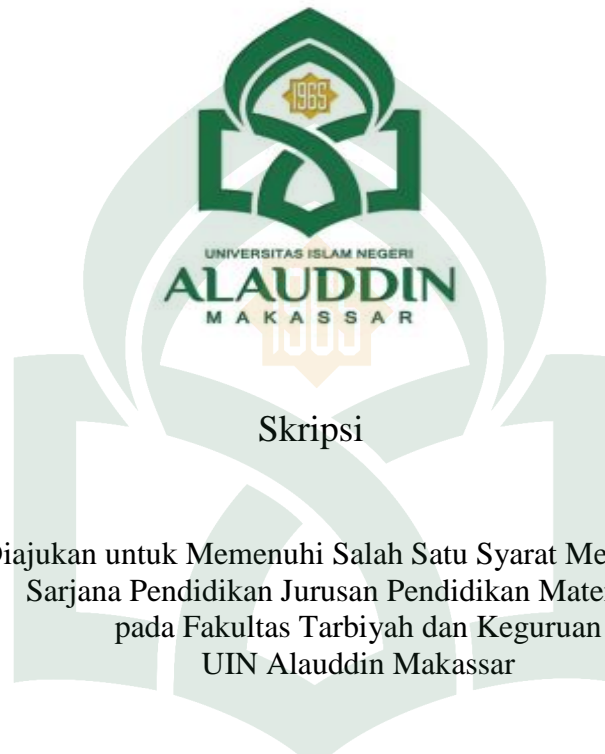 1965
UNIVERSITAS ISLAM NEGERI
ALAUDDIN
MAKASSAR
1965
Skripsi
Diajukan untuk Memenuhi Salah Satu Syarat
Sarjana Pendidikan Jurusan Pendidikan
pada Fakultas Tarbiyah dan Keguruan
UIN Alauddin Makassar